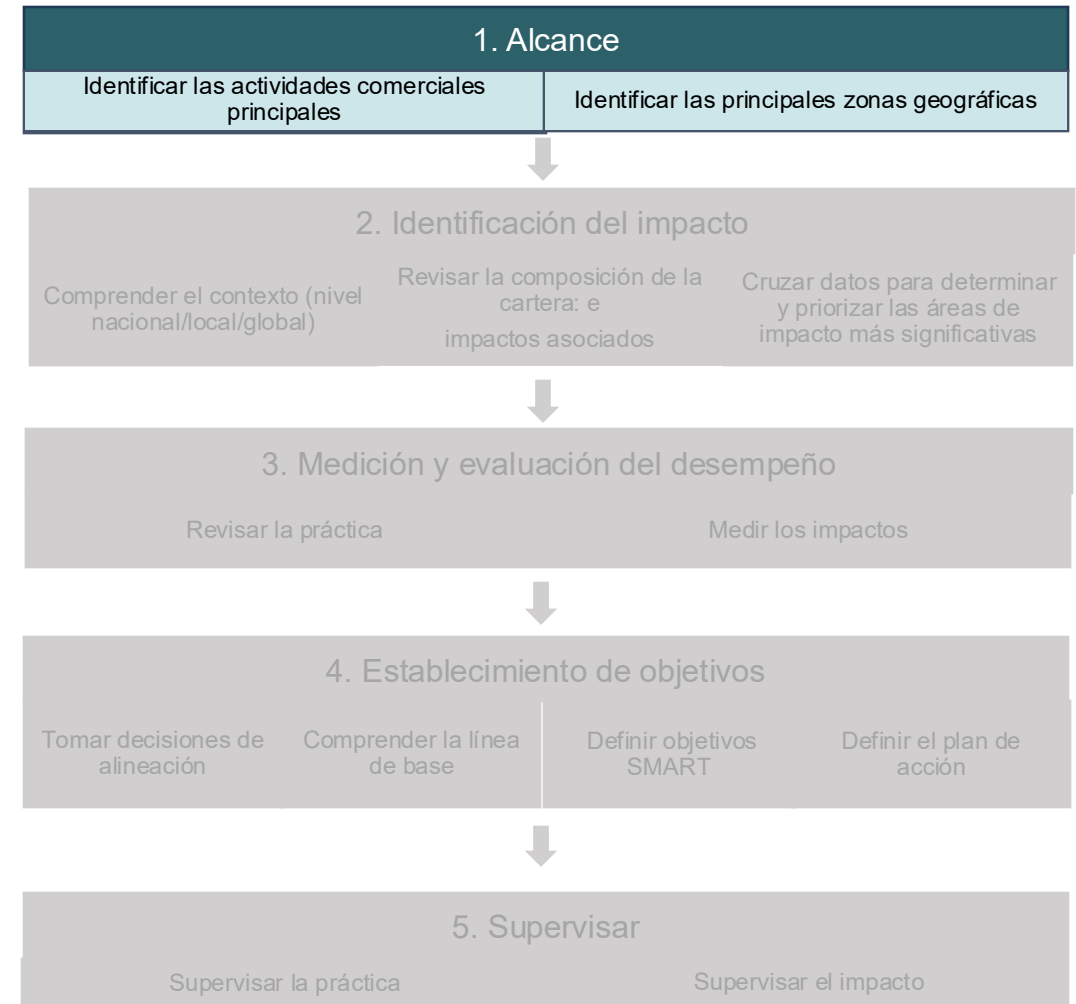 1. Alcance
Identificar las actividades comerciales
principales
Identificar las principales zonas geográficas
2. Identificación del impacto
Comprender el contexto (nivel
nacional/local/global)
Revisar la composición de la
cartera: e
impactos asociados
Cruzar datos para determinar
y priorizar las áreas de
impacto más significativas
3. Medición y evaluación del desempeño
Revisar la práctica
Medir los impactos
4. Establecimiento de objetivos
Tomar decisiones de
alineación
Comprender la línea
de base
Definir objetivos
SMART
Definir el plan de
acción
5. Supervisar
Supervisar la práctica
Supervisar el impacto